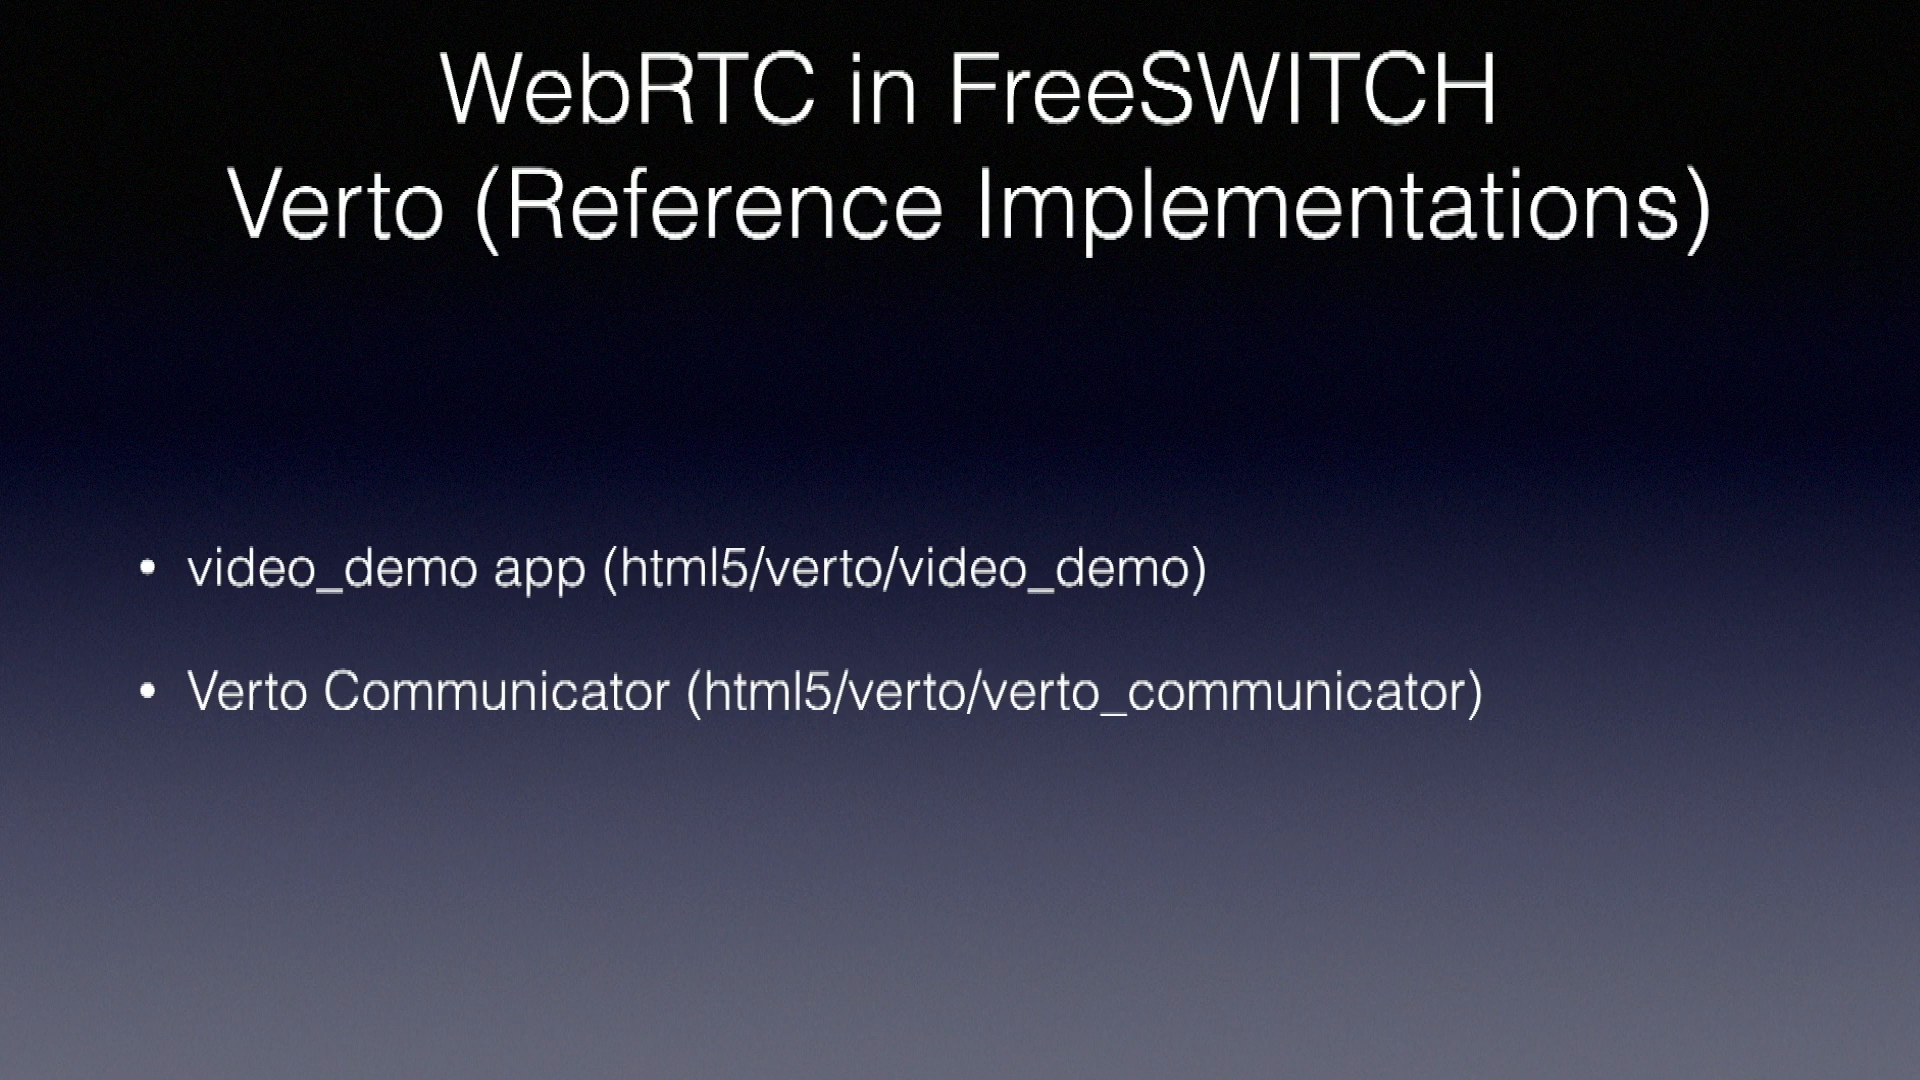 WebRTC in FreeSWITCH
Verto (Reference Implementations)
• video_demo app (html5/verto/video_demo)
• Verto Communicator (html5/verto/verto_communicator)